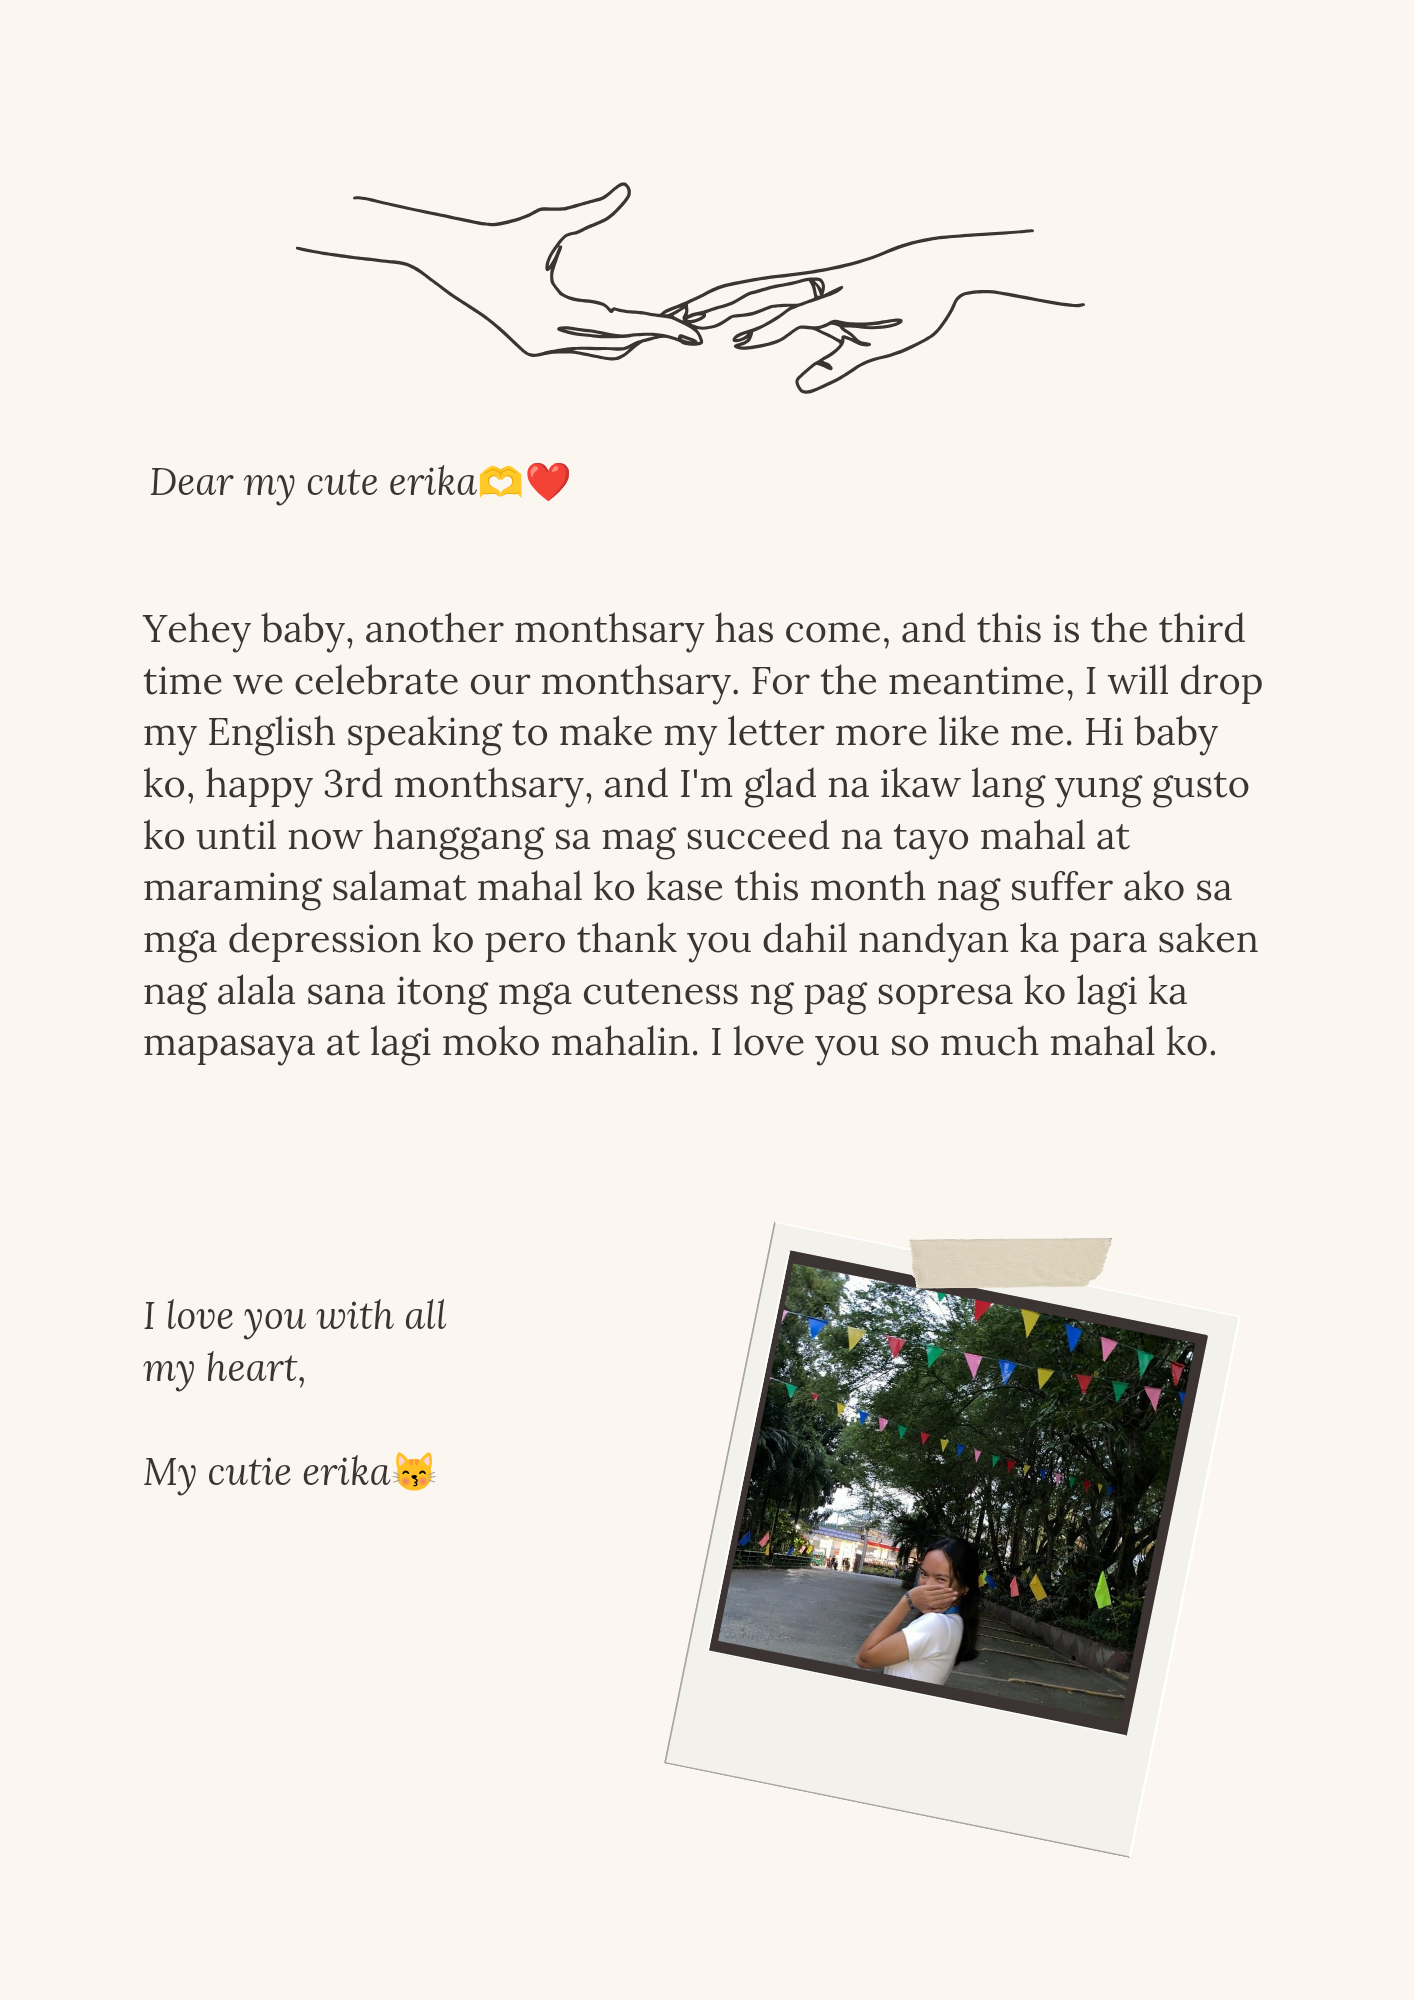 Dear my cute erika🫶❤️
Yehey baby, another monthsary has come, and this is the third
time we celebrate our monthsary. For the meantime, I will drop
my English speaking to make my letter more like me. Hi baby
ko, happy 3rd monthsary, and I'm glad na ikaw lang yung gusto
ko until now hanggang sa mag succeed na tayo mahal at
maraming salamat mahal ko kase this month nag suffer ako sa
mga depression ko pero thank you dahil nandyan ka para saken
nag alala sana itong mga cuteness ng pag sopresa ko lagi ka
mapasaya at lagi moko mahalin. I love you so much mahal ko.
I love you with all
my heart,
My cutie erika😽